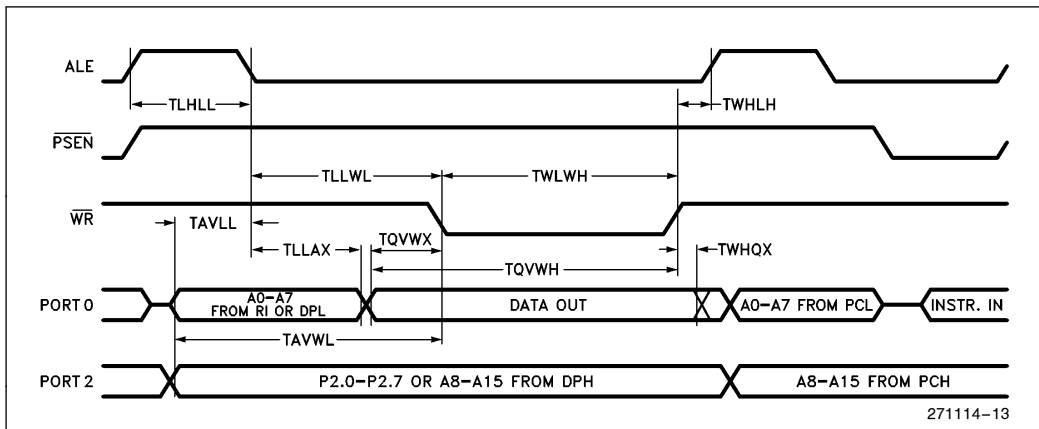 ALE
TLHLL
TWHLH
PSEN
TLLWL
TWLWH
WR
TAVLL
TQVWX
TLLAX
TWHQX
TQVWH
PORT 0
A0–A7
FROM RI OR DPL
DATA OUT
A0–A7 FROM PCL
INSTR. IN
TAVWL
PORT 2
P2.0–P2.7 OR A8–A15 FROM DPH
A8–A15 FROM PCH
271114–13